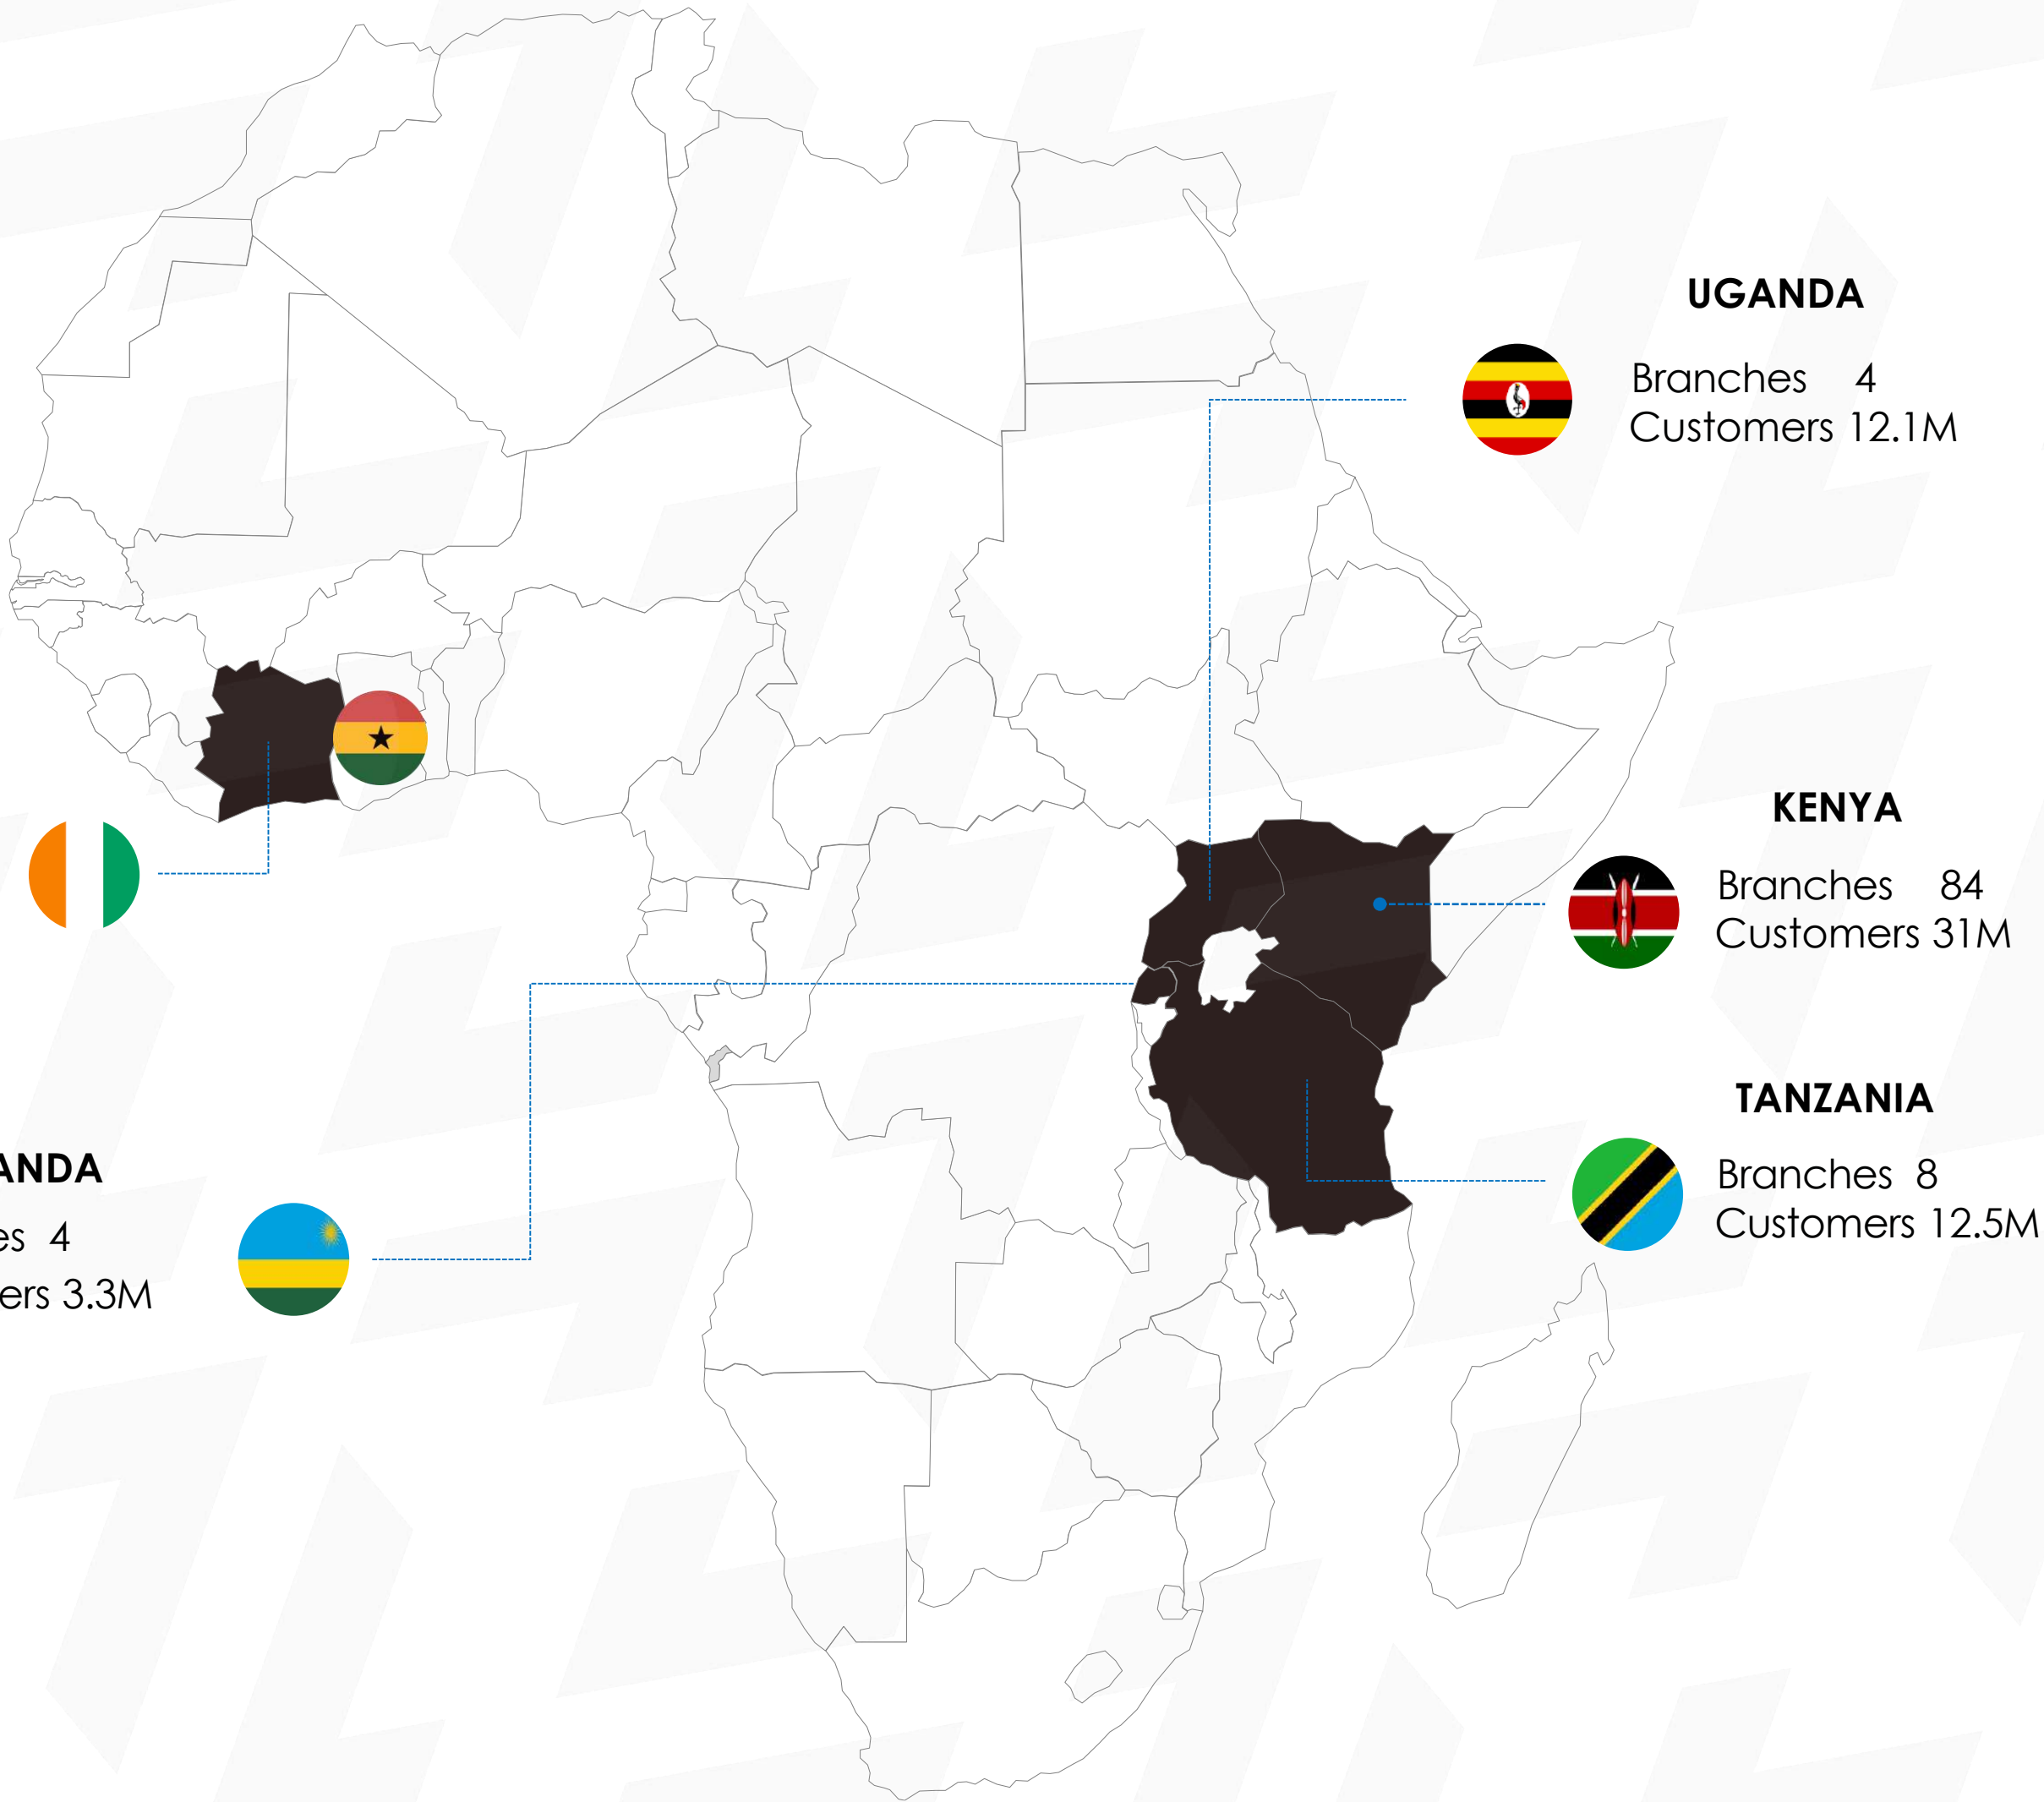 UGANDA
Branches 4
Customers 12.1M
KENYA
Branches 84
Customers 31M
TANZANIA
Branches 8
Customers 12.5M
ANDA
es 4
ers 3.3M